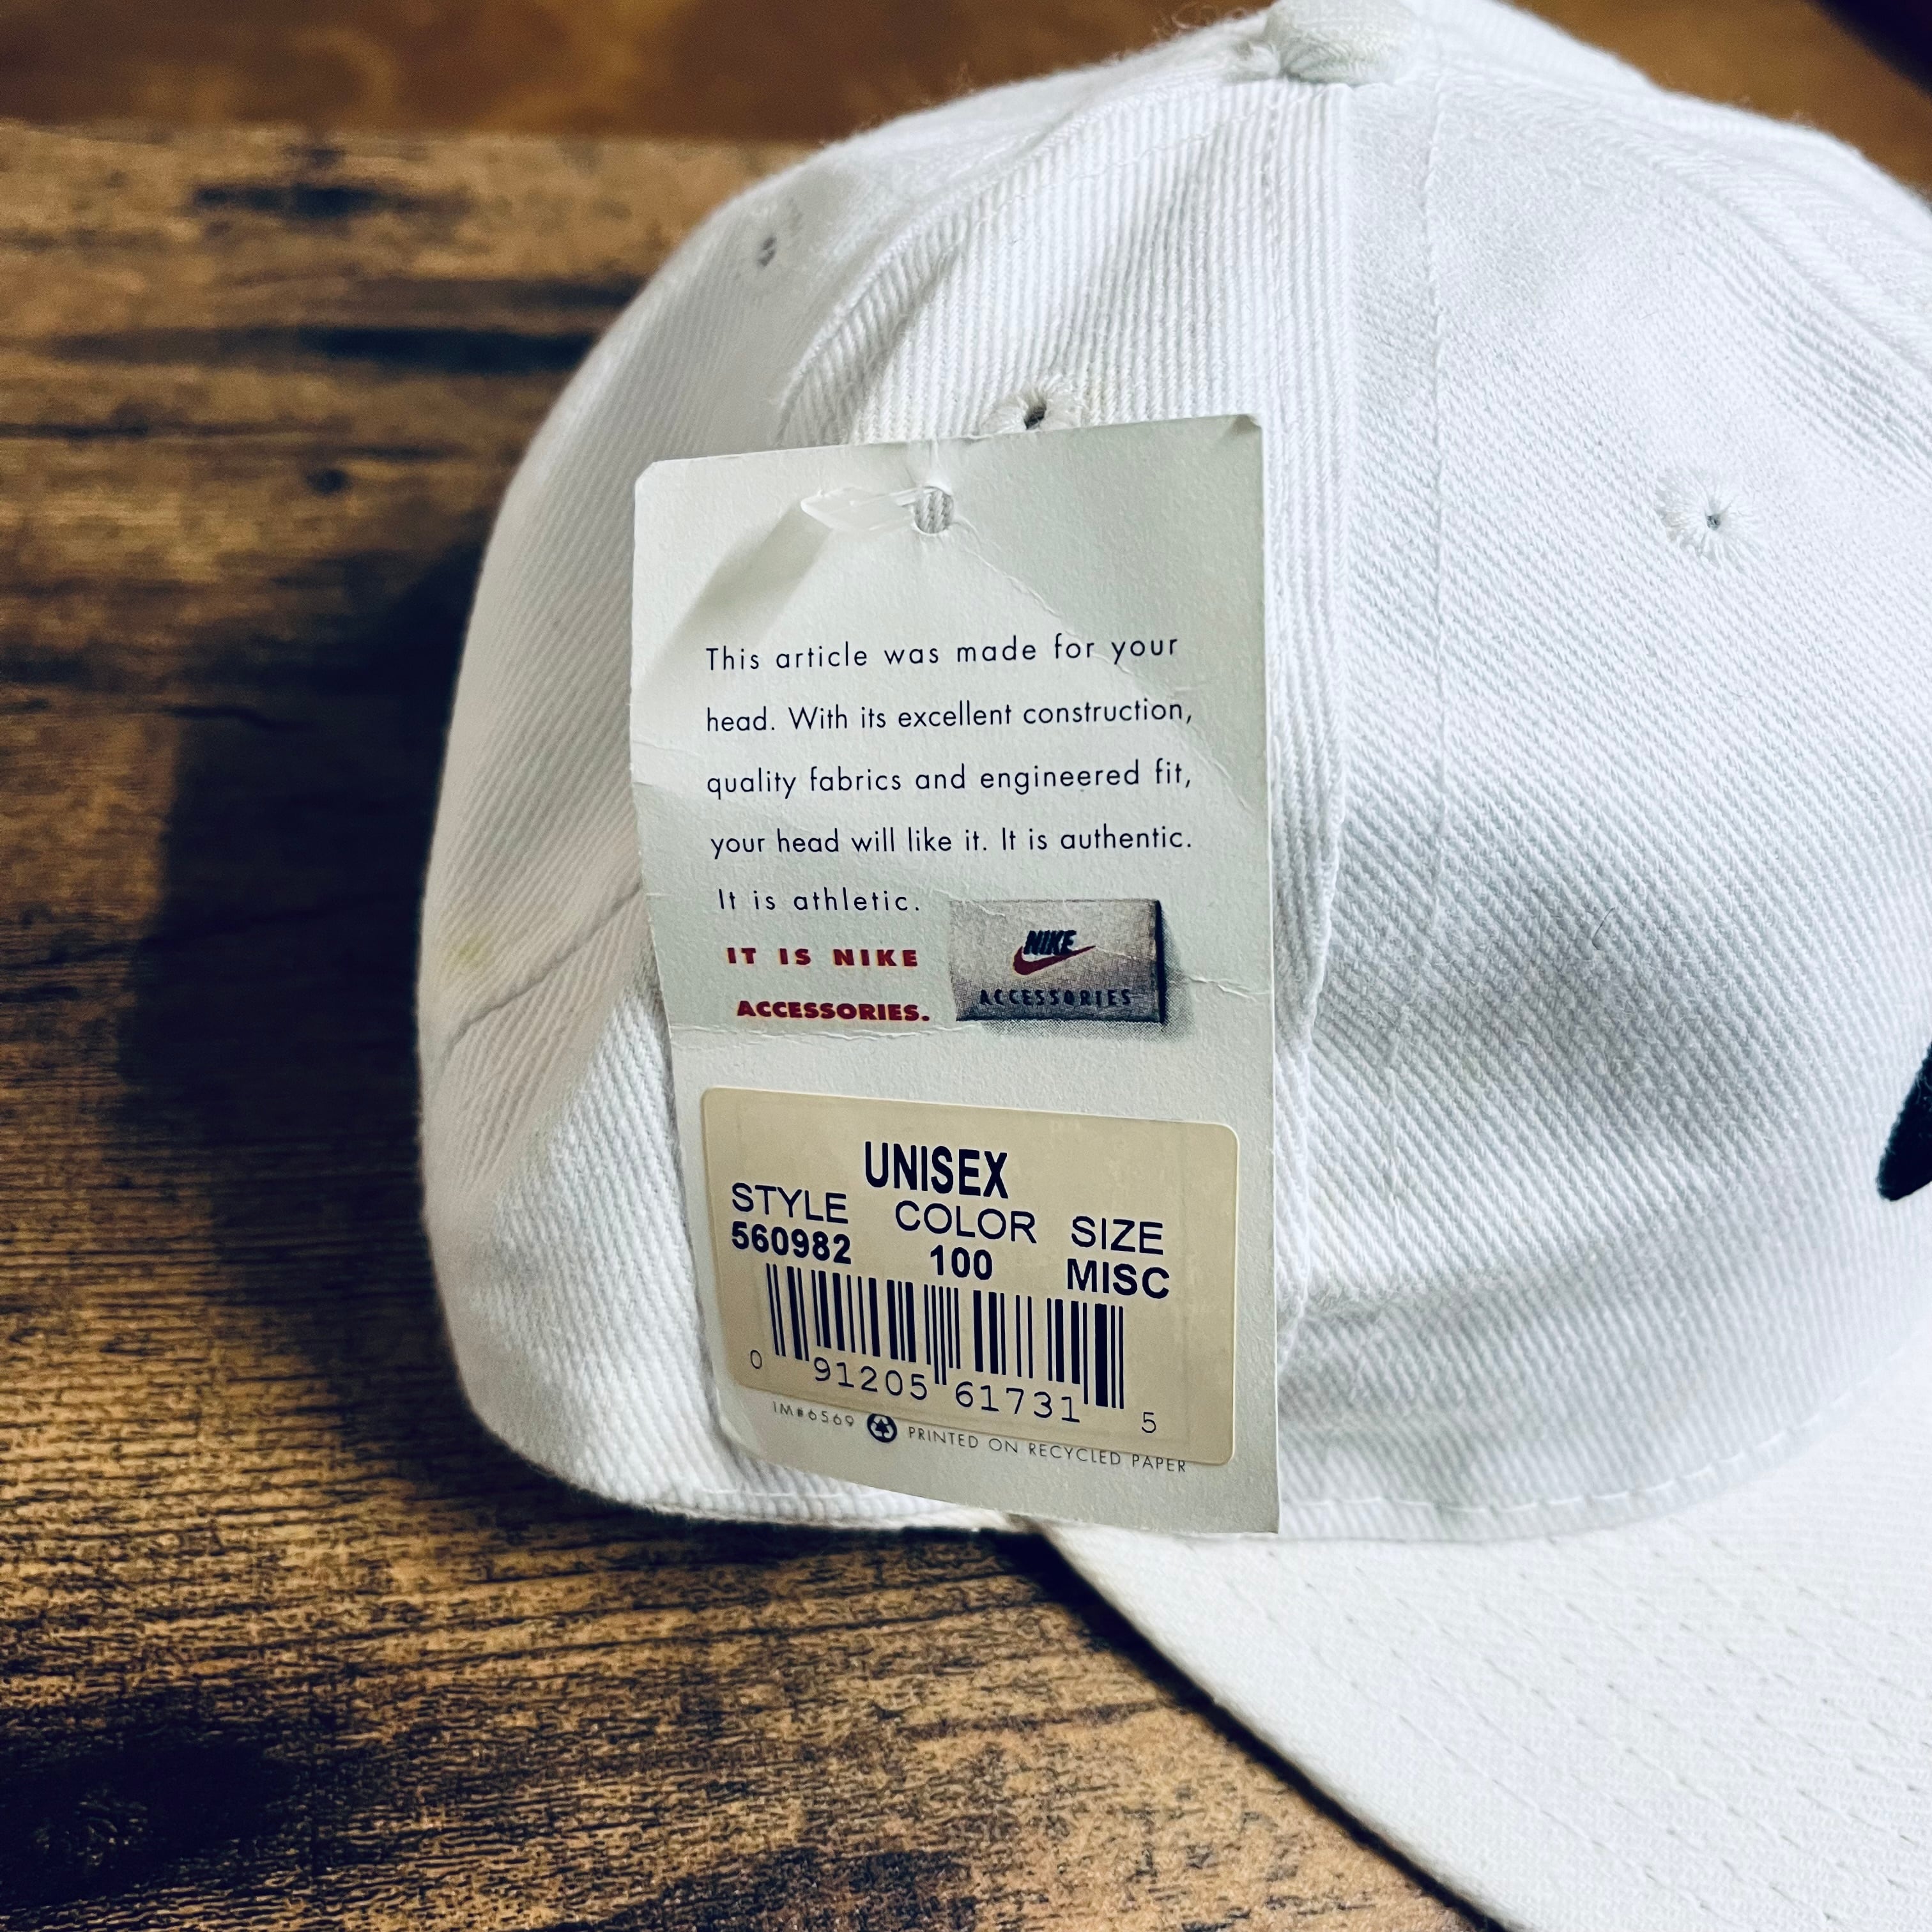 This article was made for your
head. With its excellent construction,
quality fabrics and engineered fit,
your head will like it. It is authentic.
It is athletic.
IT IS NIKE
ACCESSORIES.
NIKE
ACCESSORIES
UNISEX
STYLE COLOR SIZE
560982 100 MISC
0 91205 61731 5
IM#6569 PRINTED ON RECYCLED PAPER